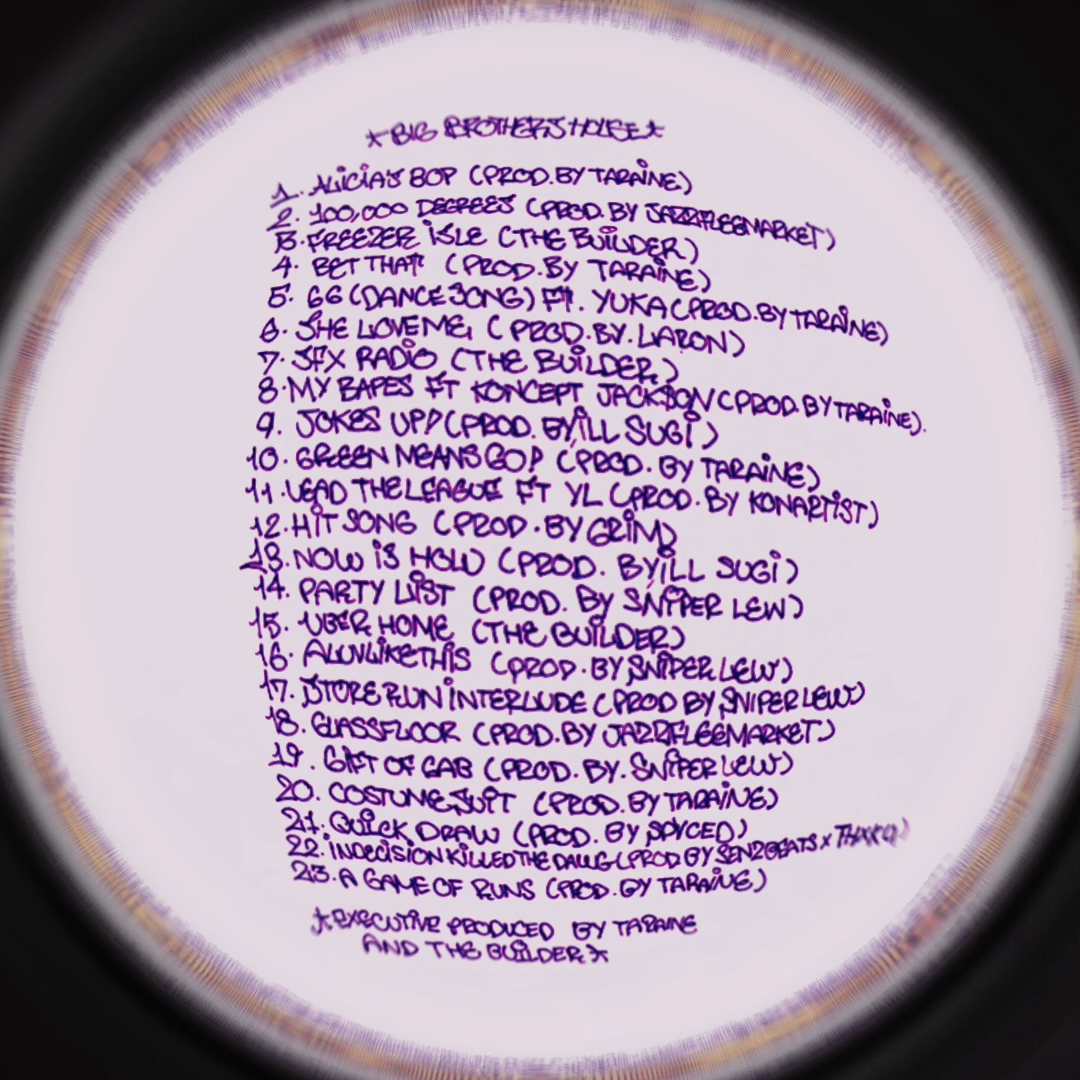 *BIG BROTHER'S HOUSE*
1. ALICIA'S BOP (PROD. BY TARAINE)
2. 100,000 DEGREES (PROD. BY JAZZFLEEMARKET)
3. FREEZER ISLE (THE BUILDER)
4. BET THAT (PROD. BY TARAINE)
5. GG (DANCE SONG) FT. YUKA (PROD. BY TARAINE)
6. SHE LOVE ME, (PROD. BY. LARON)
7. SFX RADIO (THE BUILDER)
8. MY BAPES FT KONCEPT JACK$ON (PROD. BY TARAINE).
9. JOKES UP! (PROD. BY ILL SUGI)
10. GREEN MEANS GO! (PROD. BY TARAINE)
11. LEAD THE LEAGUE FT YL (PROD. BY KONARTIST)
12. HIT SONG (PROD. BY GRIM)
13. NOW IS HOW (PROD. BY ILL SUGI)
14. PARTY LIST (PROD. BY SNIPER LEW)
15. UBER HOME (THE BUILDER)
16. ALUVLIKETHIS (PROD. BY SNIPER LEW)
17. STORE RUN INTERLUDE (PROD BY SNIPER LEW)
18. GLASSFLOOR (PROD. BY JAZZFLEEMARKET)
19. GIFT OF GAB (PROD. BY. SNIPER LEW)
20. COSTUME SUIT (PROD. BY TARAINE)
21. QUICK DRAW (PROD. BY SPVCED)
22. INDECISION KILLED THE DAWG (PROD BY SENZBEATS x
23. A GAME OF RUNS (PROD. BY TARAINE)
*EXECUTIVE PRODUCED BY TARAINE
AND THE BUILDER*